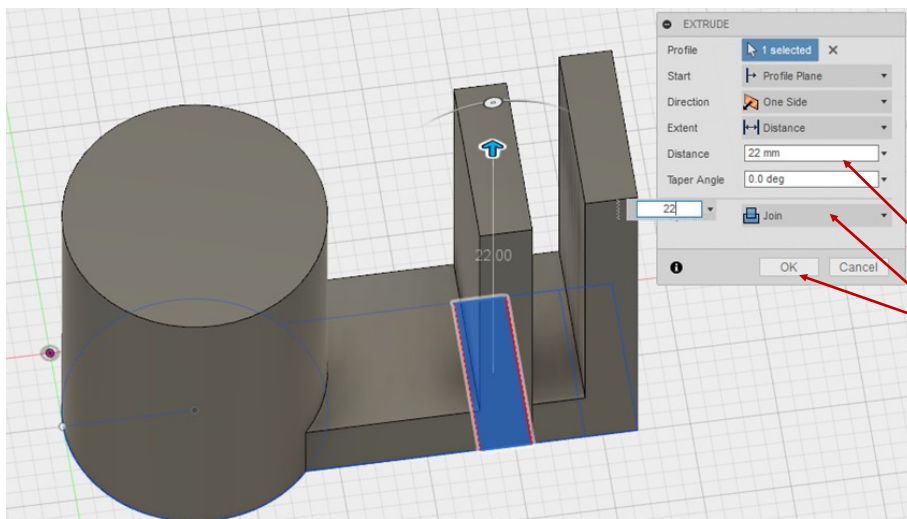 EXTRUDE
Profile 1 selected
Start Profile Plane
Direction One Side
Extent Distance
Distance 22 mm
Taper Angle 0.0 deg
22 Join
OK Cancel
22.00